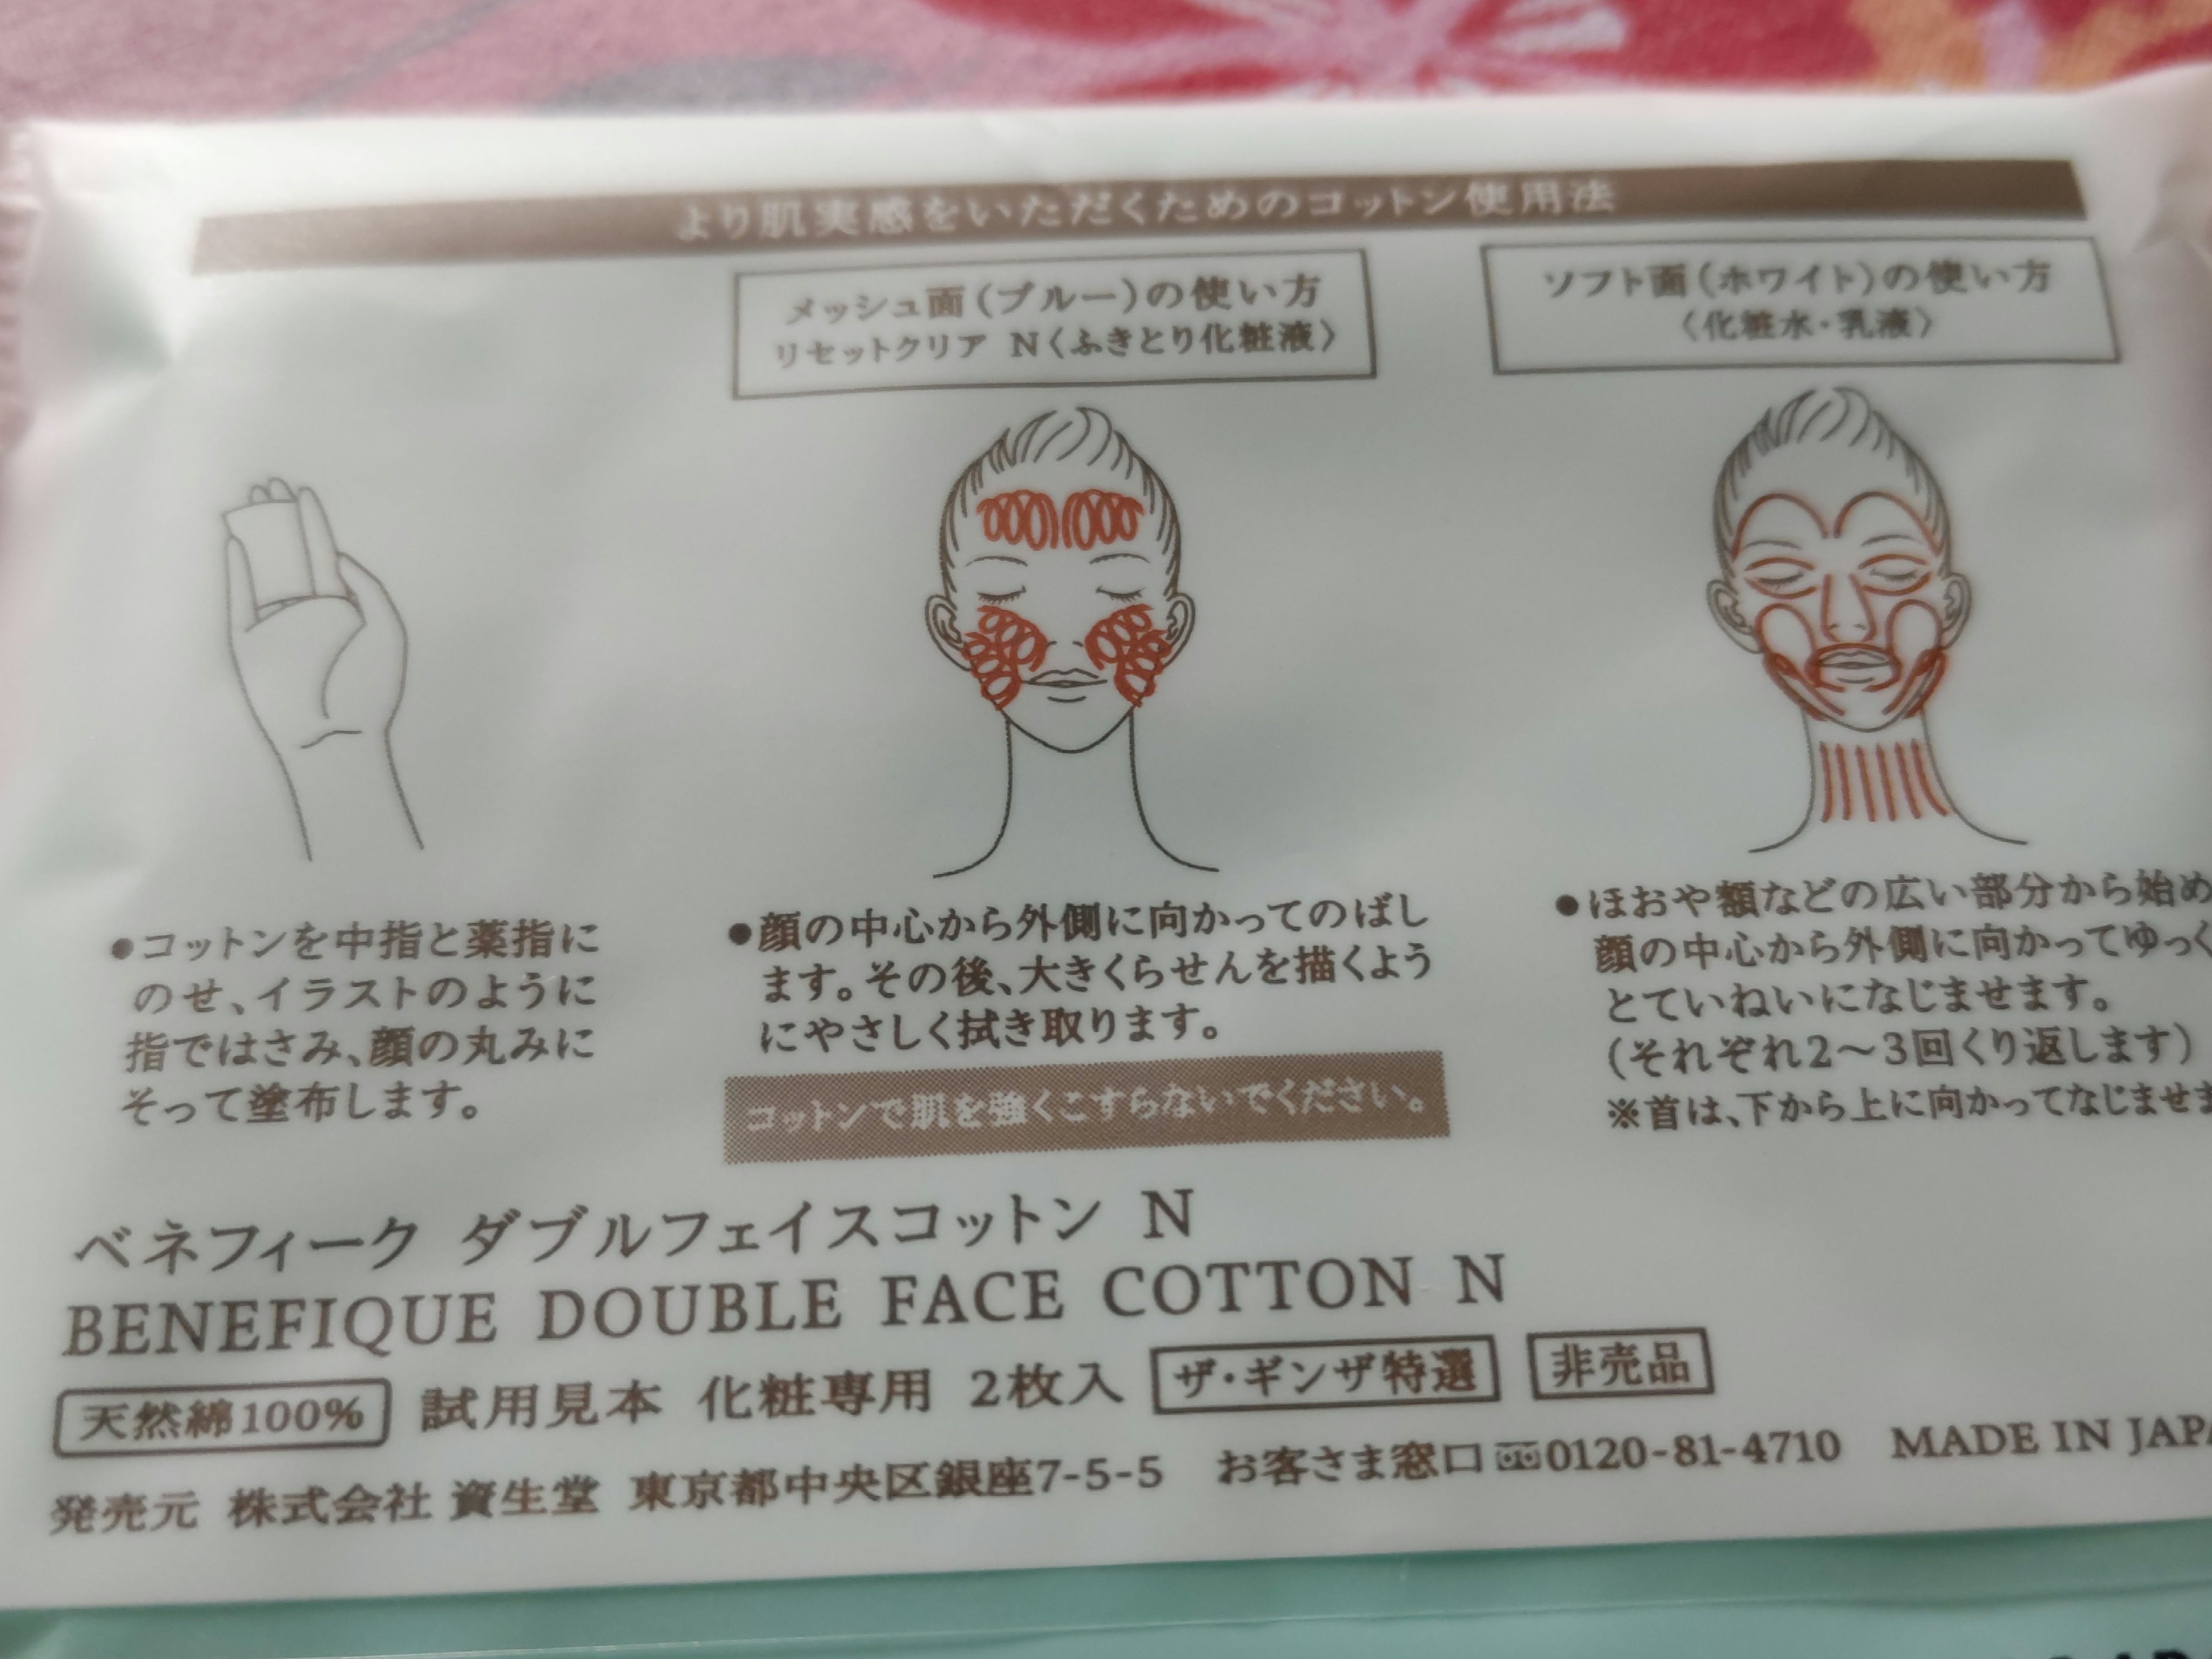 より肌実感をいただくためのコットン使用法
メッシュ面(ブルー)の使い方
リセットクリア N〈ふきとり化粧液〉
ソフト面(ホワイト)の使い方
〈化粧水・乳液〉
●コットンを中指と薬指に
のせ、イラストのように
指ではさみ、顔の丸みに
そって塗布します。
●顔の中心から外側に向かってのばし
ます。その後、大きくらせんを描くよう
にやさしく拭き取ります。
コットンで肌を強くこすらないでください。
●ほおや額などの広い部分から始め
顔の中心から外側に向かってゆっく
とていねいになじませます。
(それぞれ2〜3回くり返します)
※首は、下から上に向かってなじませま
ベネフィーク ダブルフェイスコットン N
BENEFIQUE DOUBLE FACE COTTON N
天然綿100% 試用見本 化粧専用 2枚入 ザ・ギンザ特選 非売品
発売元 株式会社 資生堂 東京都中央区銀座7-5-5 お客さま窓口 0120-81-4710 MADE IN JAPA